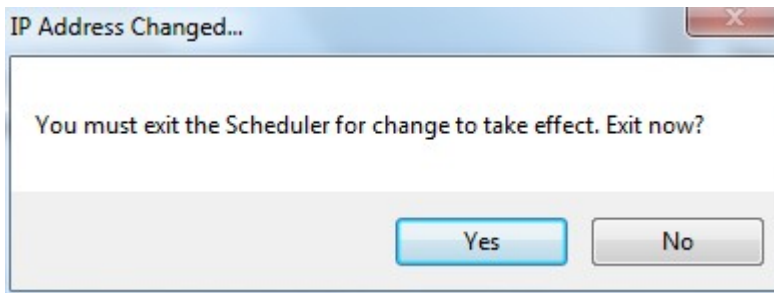 IP Address Changed...
You must exit the Scheduler for change to take effect. Exit now?
Yes No